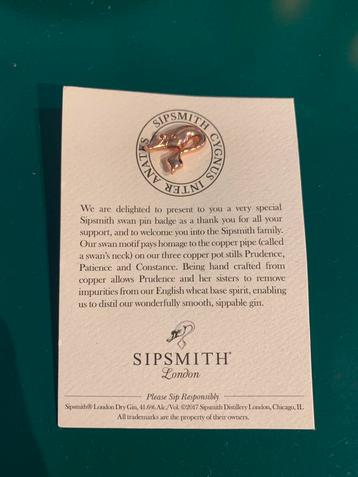 SIPSMITH CYGNUS INTER ANATES
We are delighted to present to you a very special
Sipsmith swan pin badge as a thank you for all your
support, and to welcome you into the Sipsmith family.
Our swan motif pays homage to the copper pipe (called
a swan's neck) on our three copper pot stills Prudence,
Patience and Constance. Being hand crafted from
copper allows Prudence and her sisters to remove
impurities from our English wheat base spirit, enabling
us to distil our wonderfully smooth, sippable gin.
SIPSMITH®
London
Please Sip Responsibly
Sipsmith® London Dry Gin, 41.6% Alc./Vol. ©2017 Sipsmith Distillery London, Chicago, IL
All trademarks are the property of their owners.